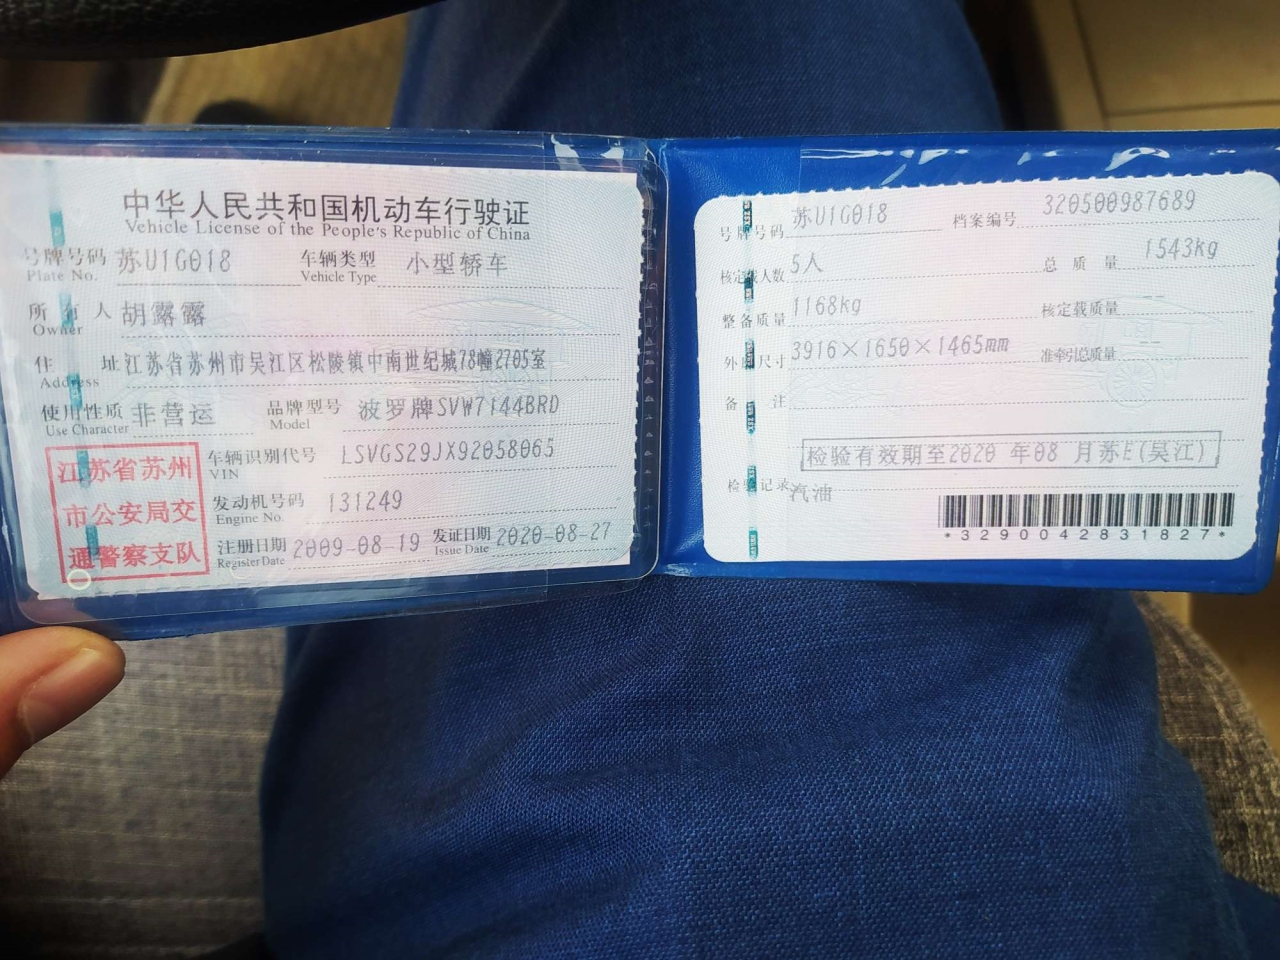 中华人民共和国机动车行驶证
Vehicle License of the People's Republic of China
号牌号码 苏U1G018 车辆类型 小型轿车
Plate No. Vehicle Type
所有人 胡露露
Owner
住址 江苏省苏州市吴江区松陵镇中南世纪城78幢2705室
Address
使用性质 非营运 品牌型号 波罗牌SVW7144BRD
Use Character Model
江苏省苏州
市公安局交
通警察支队
车辆识别代号 LSVGS29JX92058065
VIN
发动机号码 131249
Engine No.
注册日期 2009-08-19 发证日期 2020-08-27
Register Date Issue Date
号牌号码 苏U1G018 档案编号 320500987689
核定载人数 5人 总质量 1543kg
整备质量 1168kg 核定载质量 --
外廓尺寸 3916×1650×1465mm 准牵引总质量 --
备注
检验有效期至2020 年08 月苏E(吴江)
检验记录 汽油
*3290042831827*